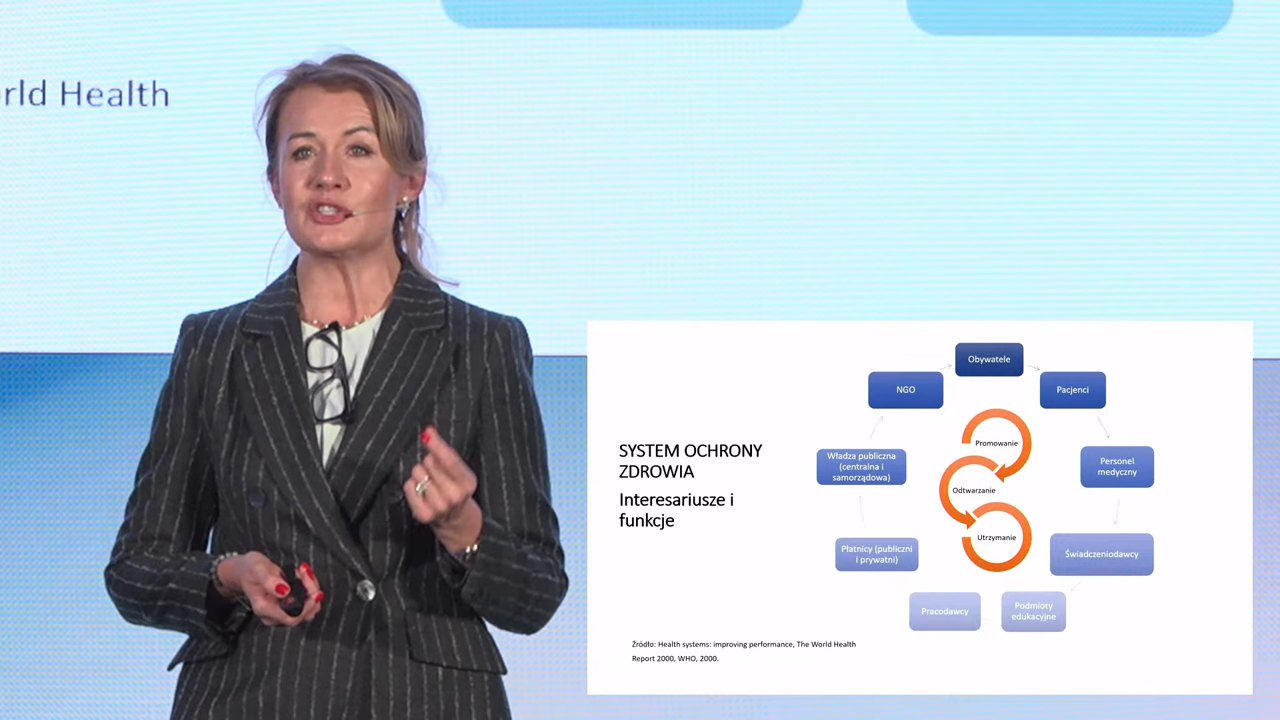 rld Health
SYSTEM OCHRONY
ZDROWIA
Interesariusze i
funkcje
Obywatele
Pacjenci
Personel
medyczny
Świadczeniodawcy
Podmioty
edukacyjne
Pracodawcy
Płatnicy (publiczni
i prywatni)
Władza publiczna
(centralna i
samorządowa)
NGO
Promowanie
Odtwarzanie
Utrzymanie
Źródło: Health systems: improving performance, The World Health
Report 2000, WHO, 2000.